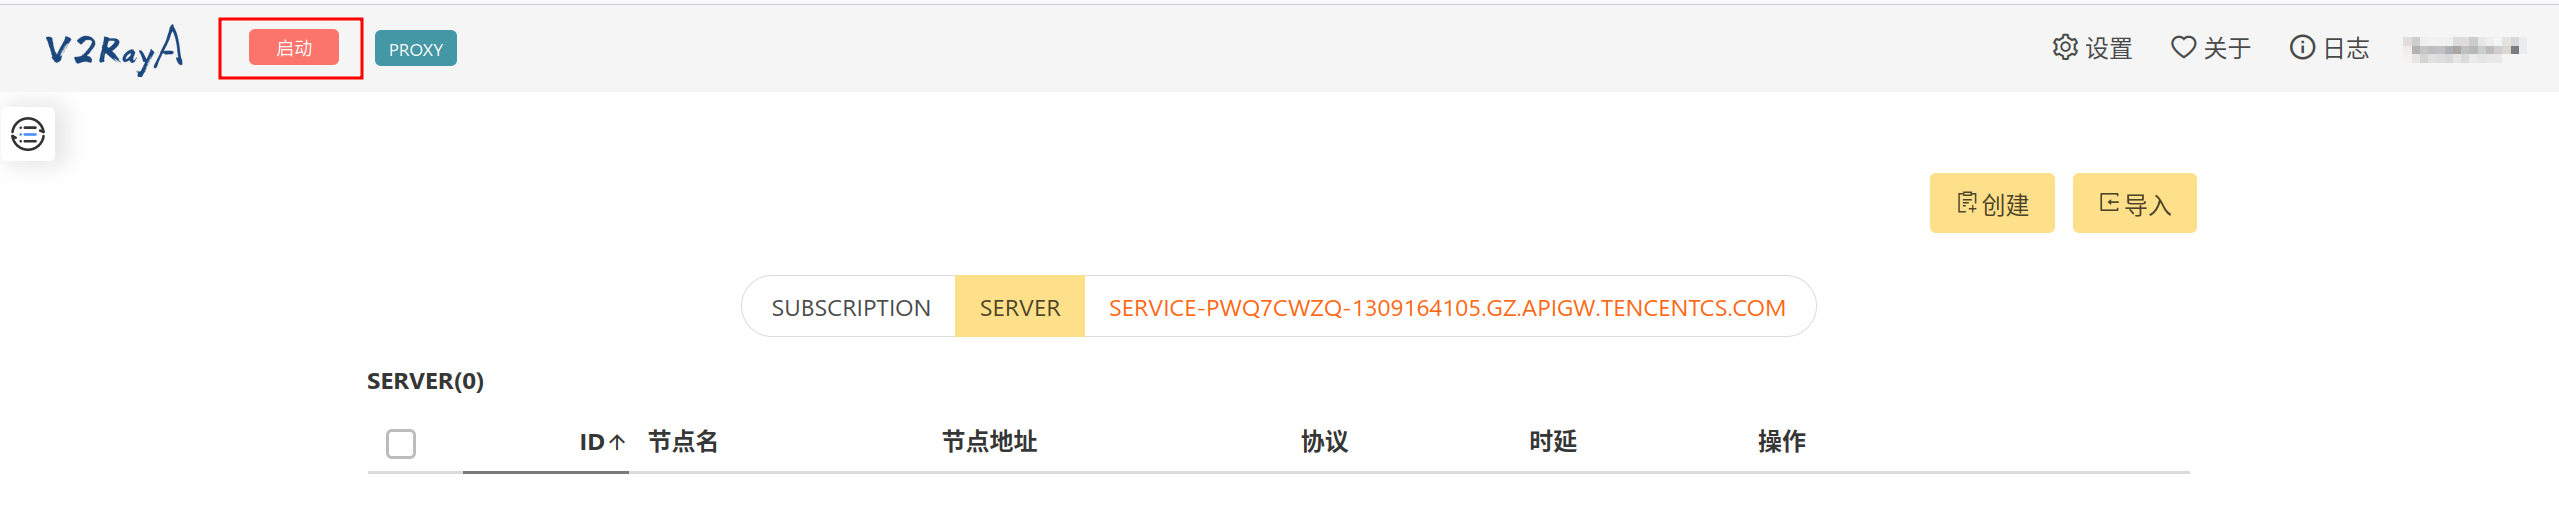 V2RayA 启动 PROXY 设置 关于 日志
创建 导入
SUBSCRIPTION SERVER SERVICE-PWQ7CWZQ-1309164105.GZ.APIGW.TENCENTCS.COM
SERVER(0)
ID↑ 节点名 节点地址 协议 时延 操作